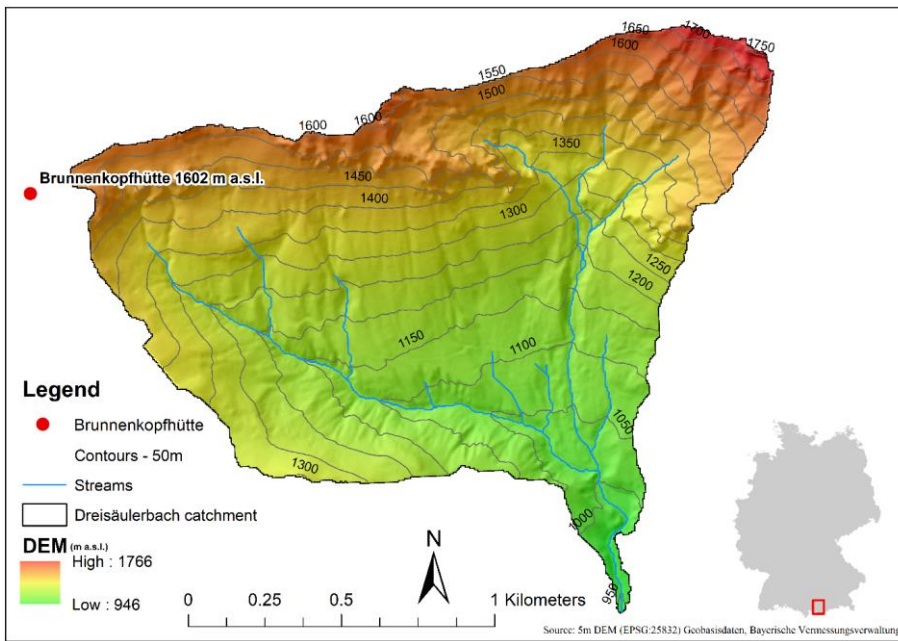 1650
1700
1750
1600
1550
1500
1600
1600
1350
Brunnenkopfhütte 1602 m a.s.l.
1450
1400
1300
1250
1200
1150
1100
1050
1300
1000
950
Legend
Brunnenkopfhütte
Contours - 50m
Streams
Dreisäulerbach catchment
DEM (m a.s.l.)
High : 1766
Low : 946
N
0 0.25 0.5 1 Kilometers
Source: 5m DEM (EPSG:25832) Geobasisdaten, Bayerische Vermessungsverwaltung